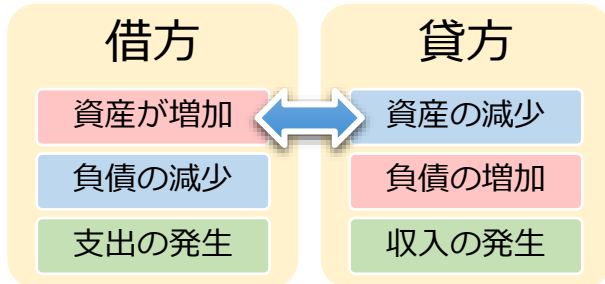 借方
資産が増加
負債の減少
支出の発生
貸方
資産の減少
負債の増加
収入の発生